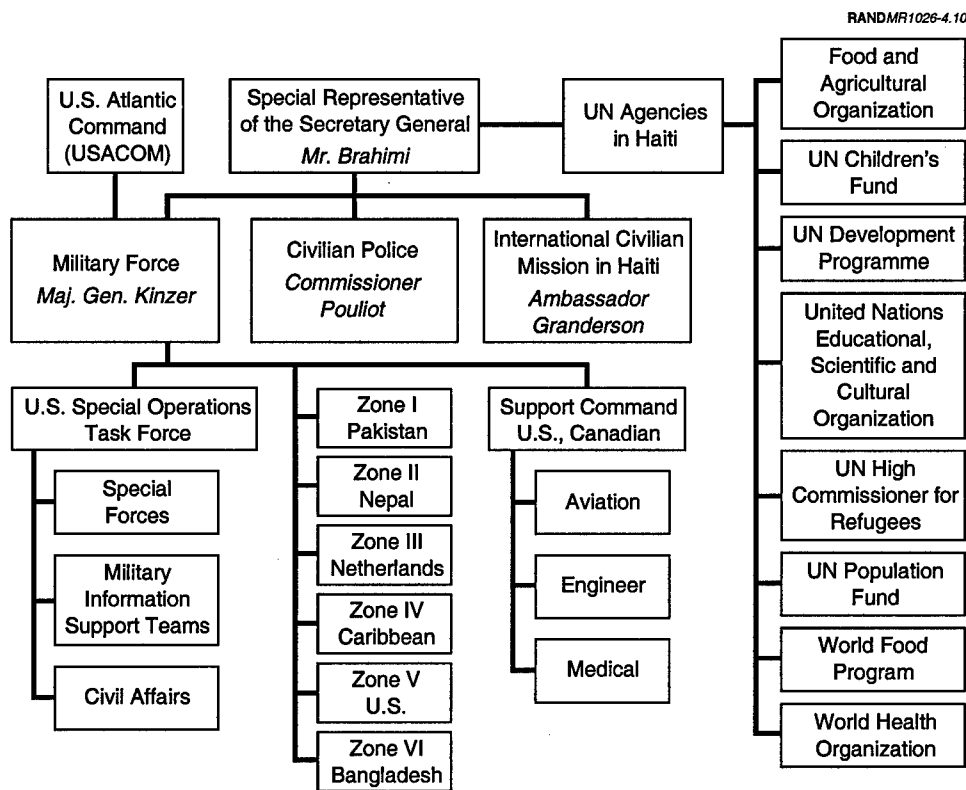 RANDMR1026-4.10
U.S. Atlantic
Command
(USACOM)
Special Representative
of the Secretary General
Mr. Brahimi
UN Agencies
in Haiti
Food and
Agricultural
Organization
UN Children's
Fund
UN Development
Programme
United Nations
Educational,
Scientific and
Cultural
Organization
UN High
Commissioner for
Refugees
UN Population
Fund
World Food
Program
World Health
Organization
Military Force
Maj. Gen. Kinzer
Civilian Police
Commissioner
Pouliot
International Civilian
Mission in Haiti
Ambassador
Granderson
U.S. Special Operations
Task Force
Special
Forces
Military
Information
Support Teams
Civil Affairs
Zone I
Pakistan
Zone II
Nepal
Zone III
Netherlands
Zone IV
Caribbean
Zone V
U.S.
Zone VI
Bangladesh
Support Command
U.S., Canadian
Aviation
Engineer
Medical